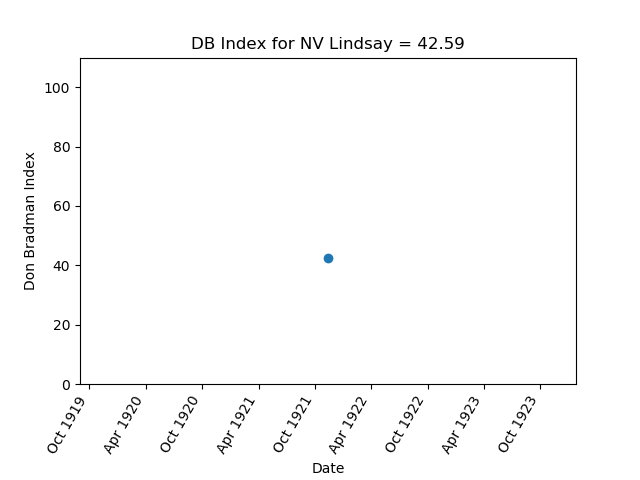 DB Index for NV Lindsay = 42.59
100
80
60
40
20
0
Don Bradman Index
Oct 1919
Apr 1920
Oct 1920
Apr 1921
Oct 1921
Apr 1922
Oct 1922
Apr 1923
Oct 1923
Date